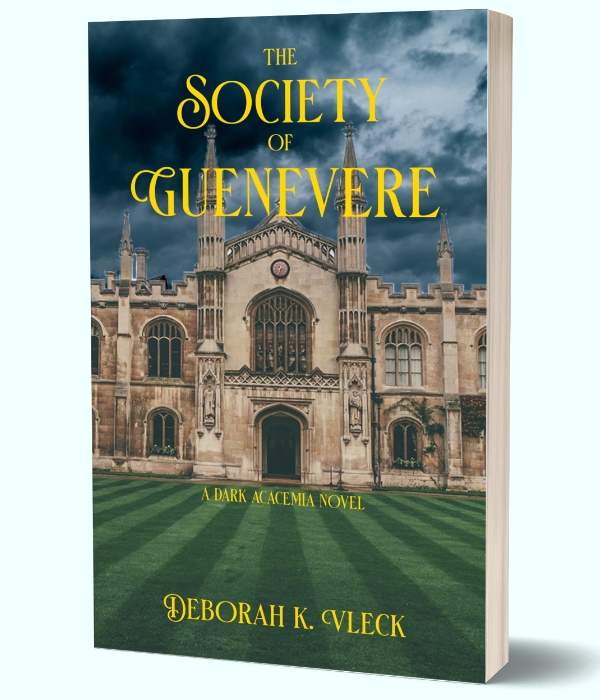 THE
SOCIETY
OF
GUENEVERE
A DARK ACACEMIA NOVEL
DEBORAH K. VLECK